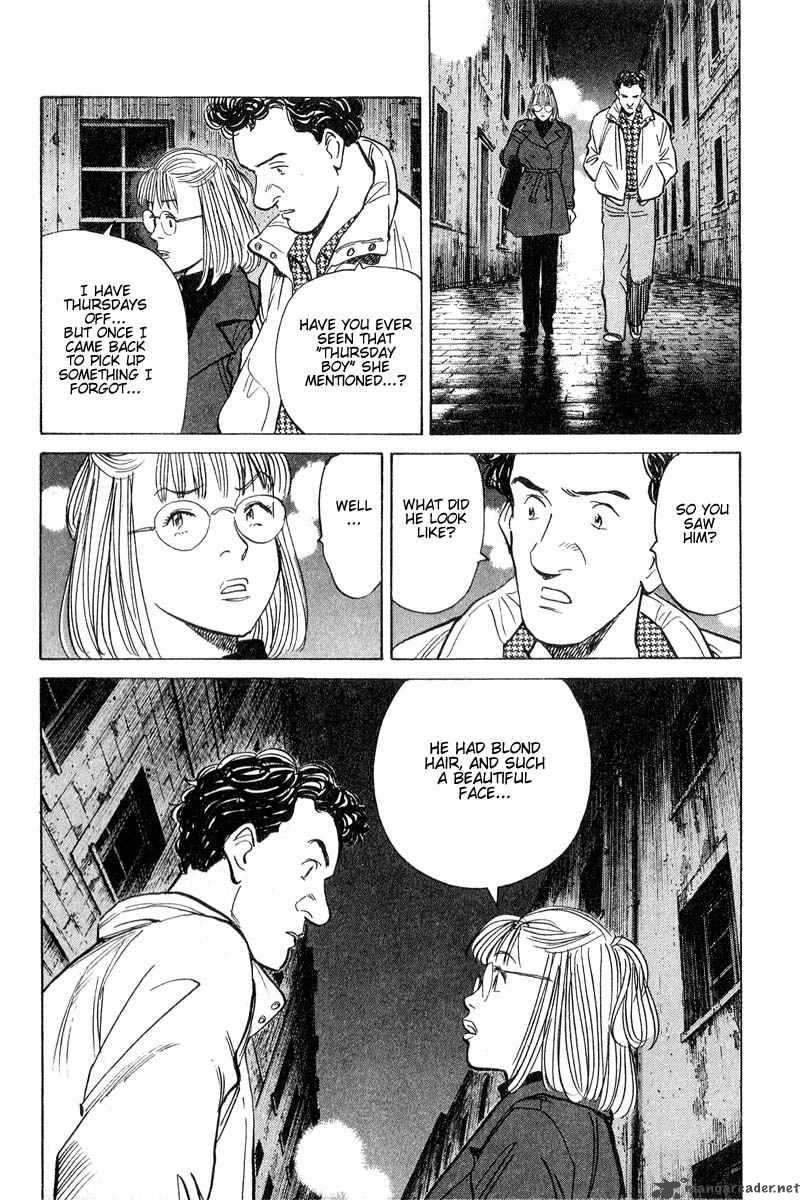 HAVE YOU EVER
SEEN THAT
"THURSDAY
BOY" SHE
MENTIONED...?
I HAVE
THURSDAYS
OFF...
BUT ONCE I
CAME BACK
TO PICK UP
SOMETHING I
FORGOT...
SO YOU
SAW
HIM?
WHAT DID
HE LOOK
LIKE?
WELL
...
HE HAD BLOND
HAIR, AND SUCH
A BEAUTIFUL
FACE...
mangareader.net